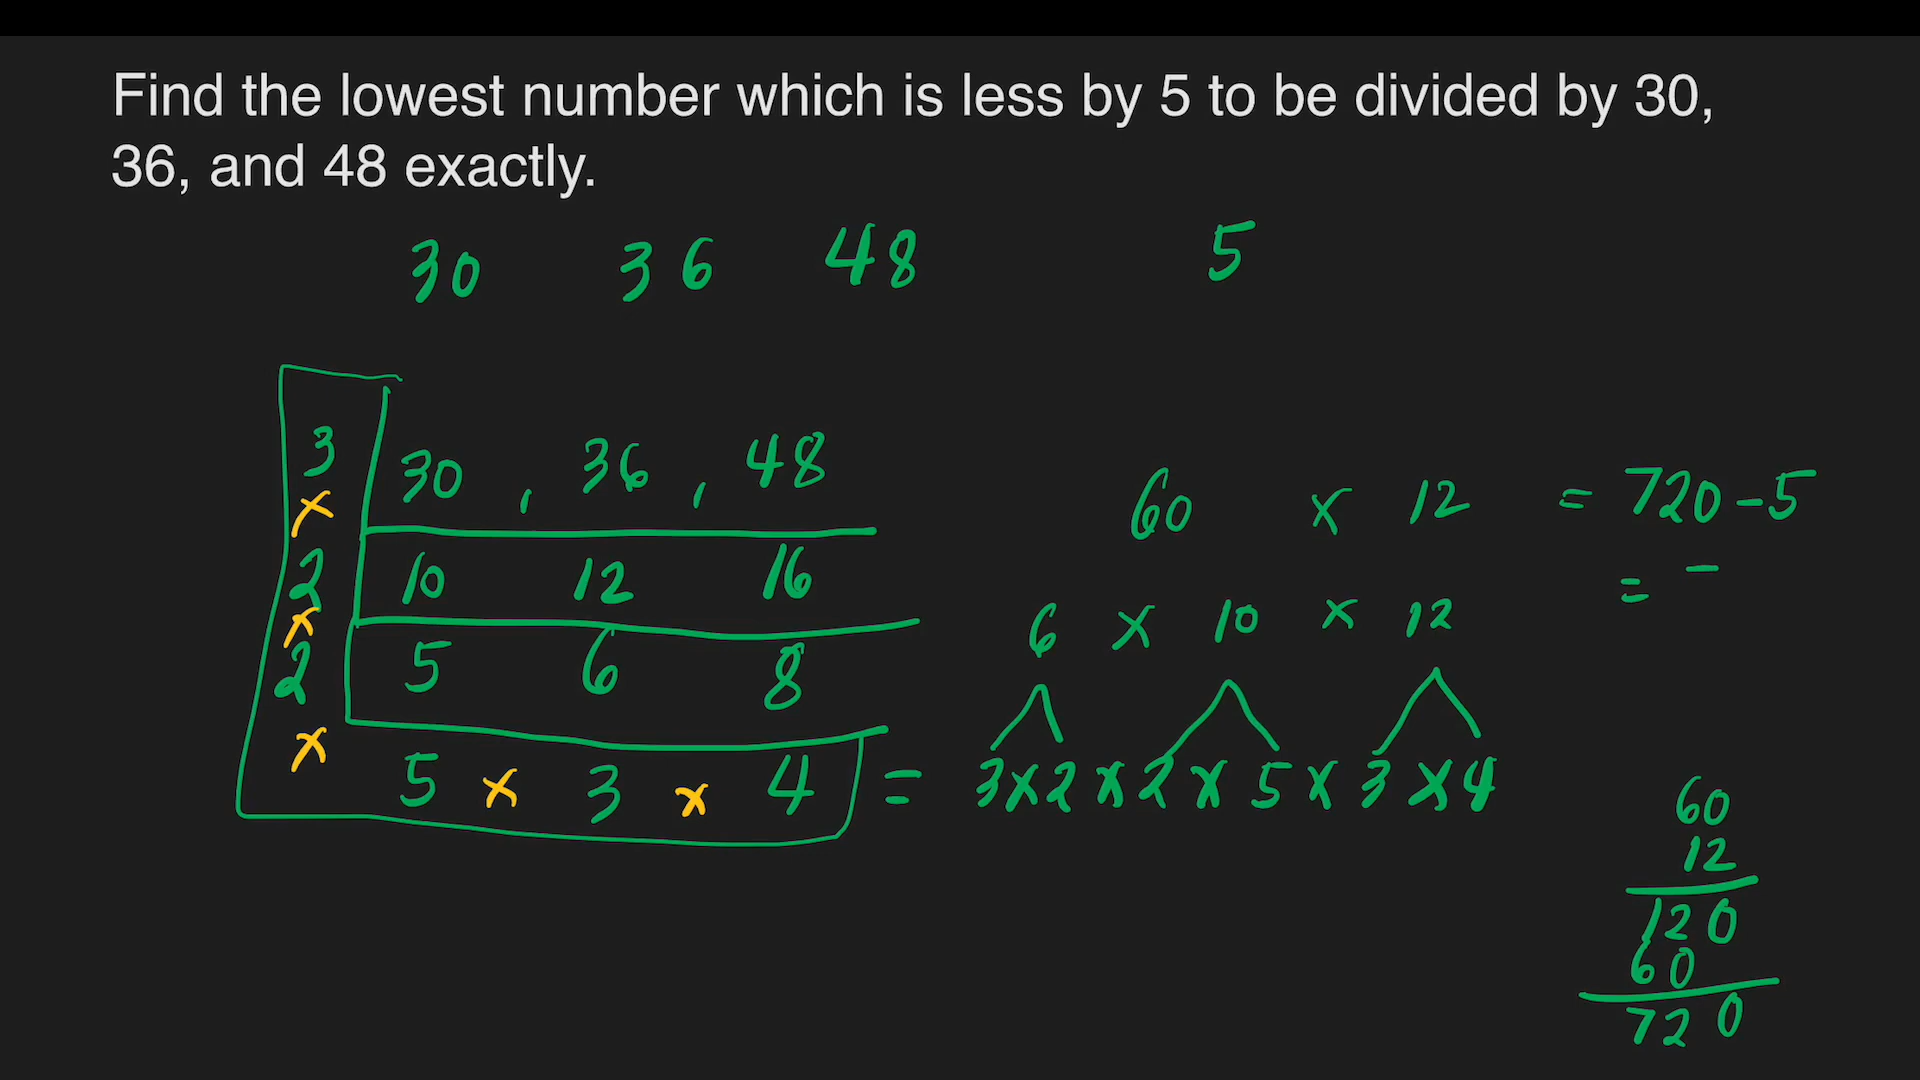 Find the lowest number which is less by 5 to be divided by 30,
36, and 48 exactly.
30 36 48 5
3 30 , 36 , 48
x
2 10 12 16
x
2 5 6 8
x 5 x 3 x 4 = 3 x 2 x 2 x 5 x 3 x 4
6 x 10 x 12
60 x 12 = 720 - 5
= -
60
12
120
60
720